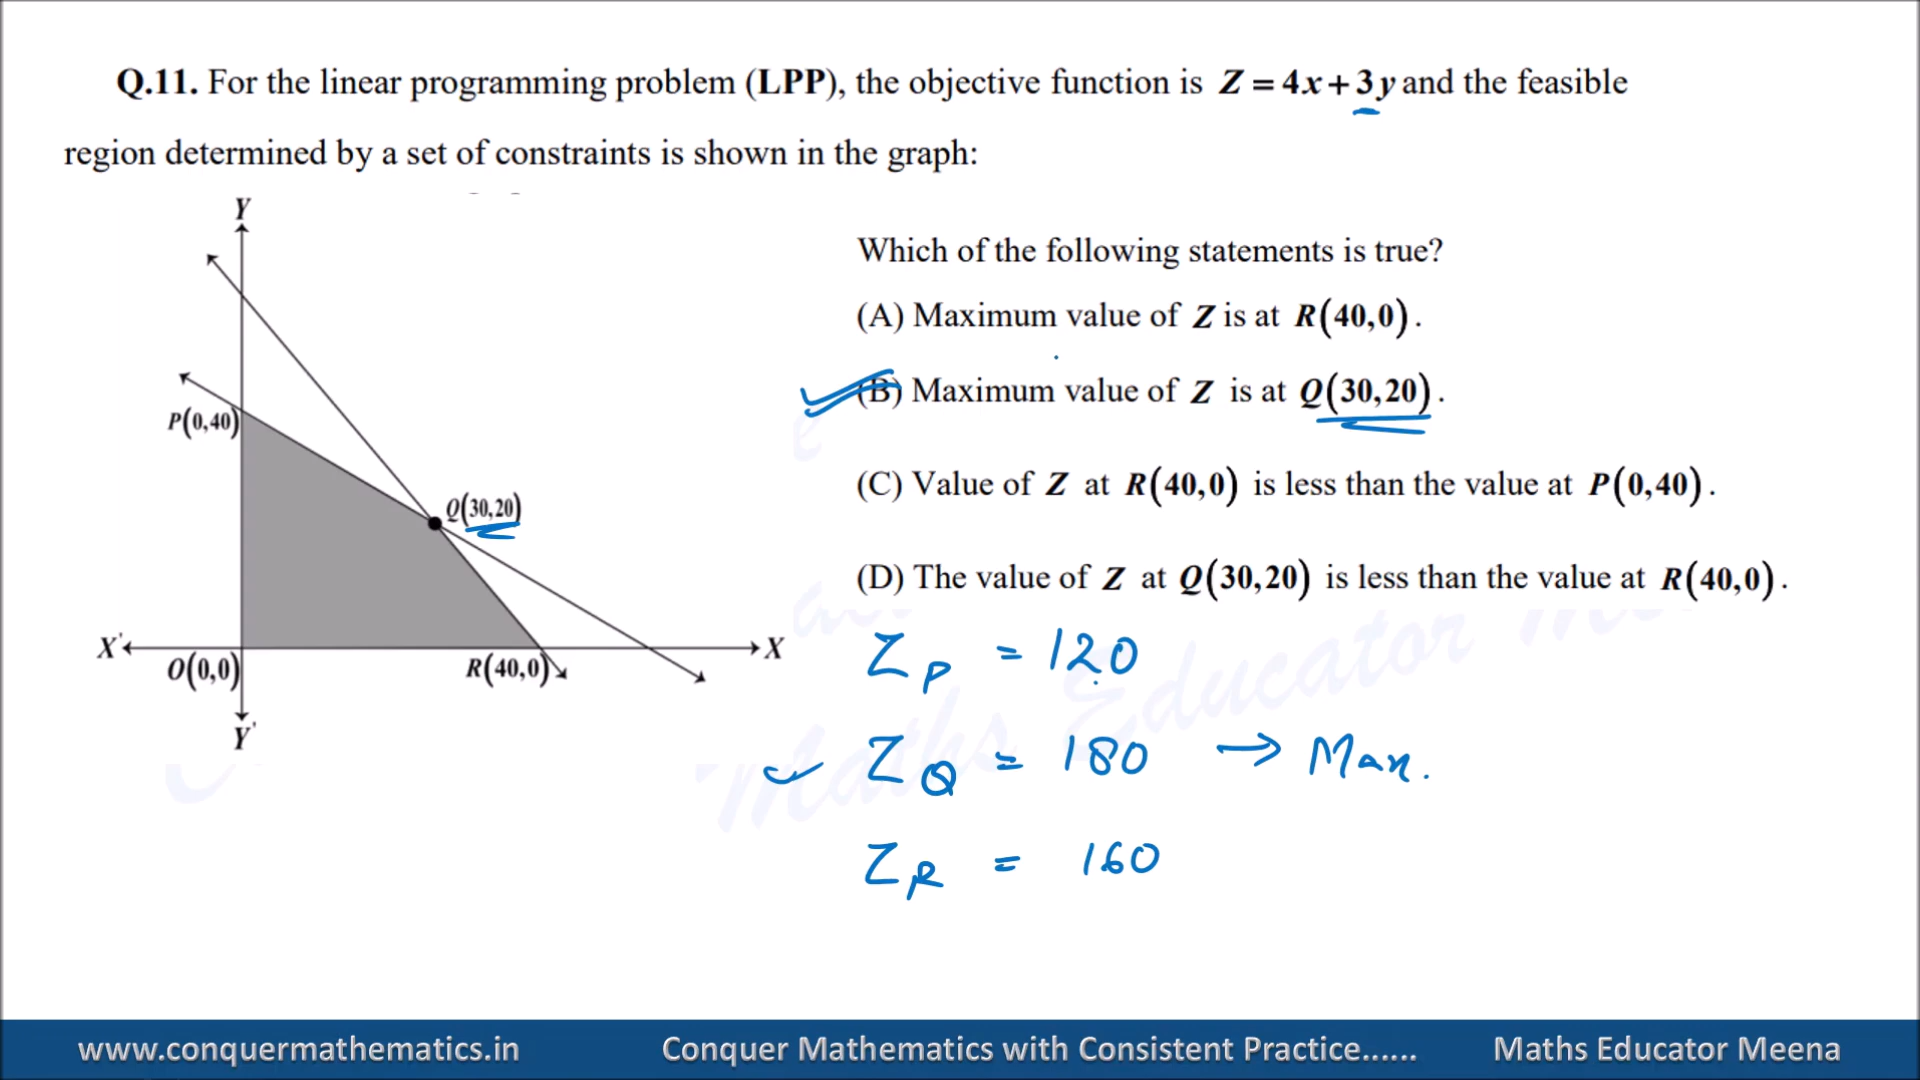 Q.11. For the linear programming problem (LPP), the objective function is Z = 4x + 3y and the feasible
region determined by a set of constraints is shown in the graph:
Y
P(0,40)
Q(30,20)
X' X
O(0,0) R(40,0)
Y'
Which of the following statements is true?
(A) Maximum value of Z is at R(40,0).
(B) Maximum value of Z is at Q(30,20).
(C) Value of Z at R(40,0) is less than the value at P(0,40).
(D) The value of Z at Q(30,20) is less than the value at R(40,0).
Z_P = 120
Z_Q = 180 → Max.
Z_R = 160
Maths Educator
www.conquermathematics.in Conquer Mathematics with Consistent Practice...... Maths Educator Meena